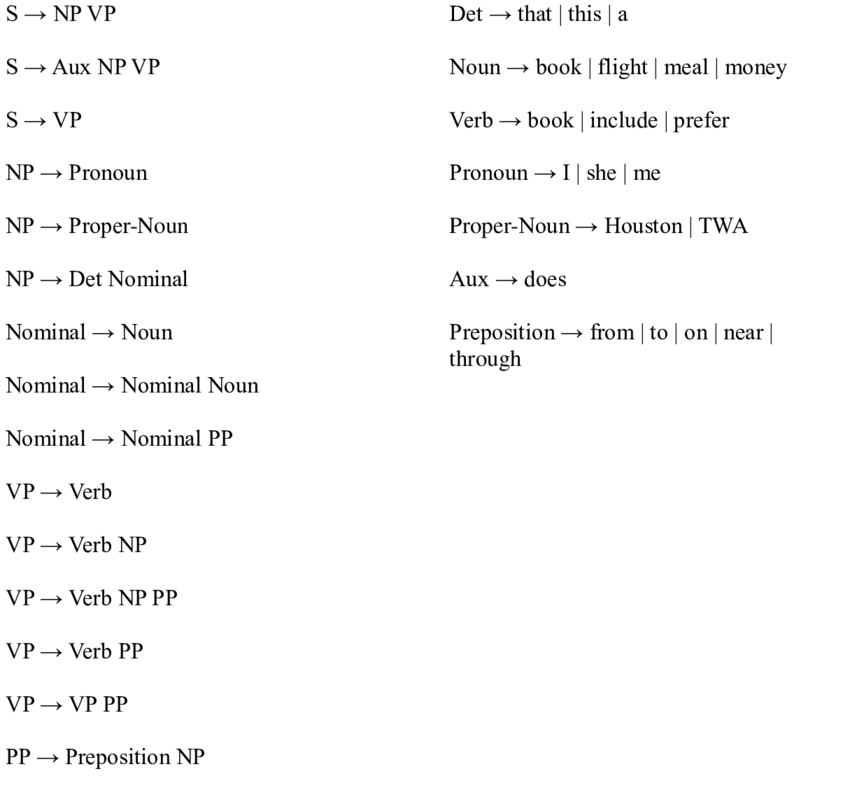 S → NP VP
S → Aux NP VP
S → VP
NP → Pronoun
NP → Proper-Noun
NP → Det Nominal
Nominal → Noun
Nominal → Nominal Noun
Nominal → Nominal PP
VP → Verb
VP → Verb NP
VP → Verb NP PP
VP → Verb PP
VP → VP PP
PP → Preposition NP
Det → that | this | a
Noun → book | flight | meal | money
Verb → book | include | prefer
Pronoun → I | she | me
Proper-Noun → Houston | TWA
Aux → does
Preposition → from | to | on | near |
through